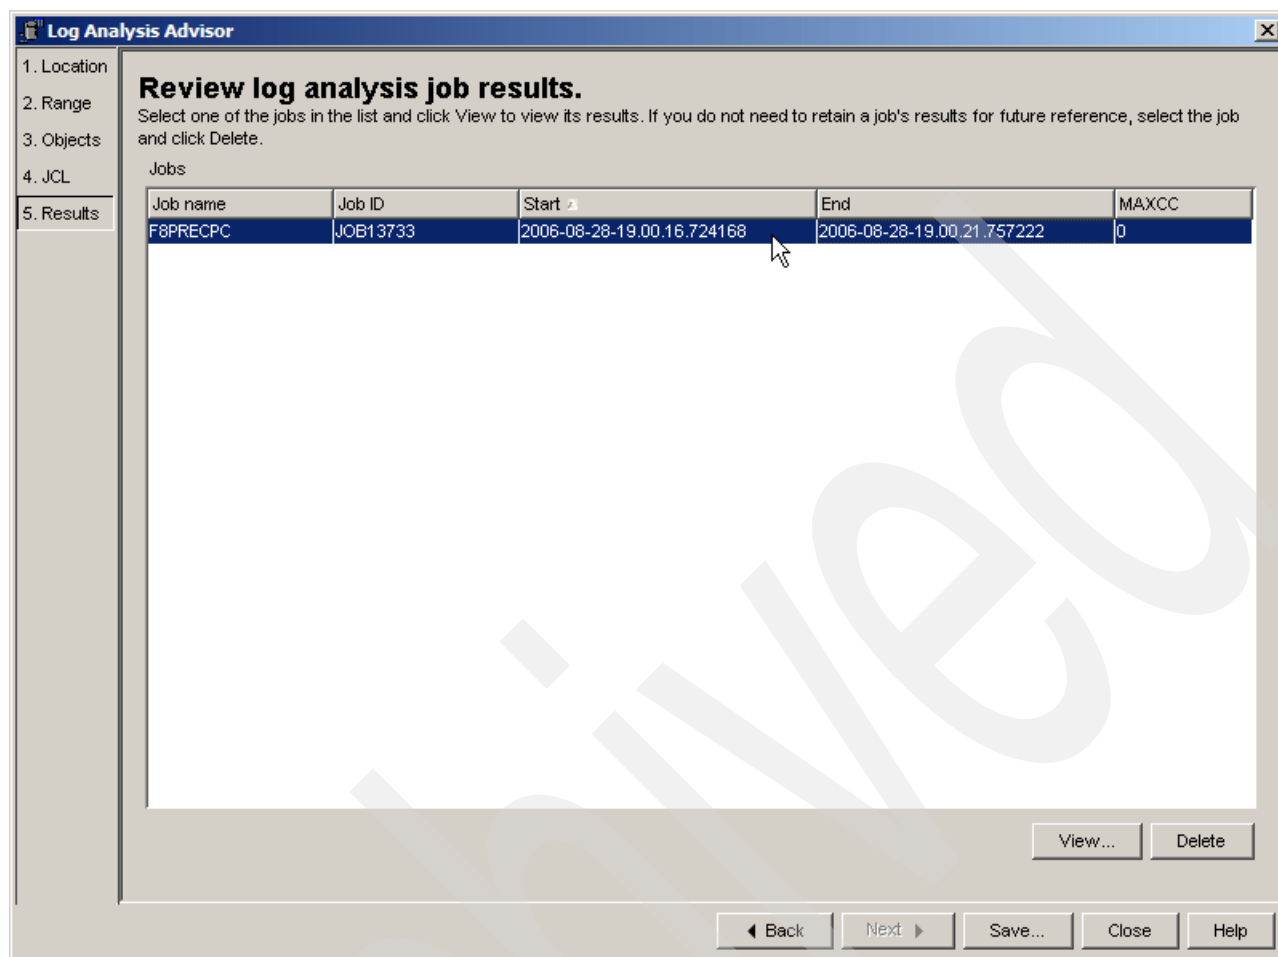 Log Analysis Advisor
1. Location
2. Range
3. Objects
4. JCL
5. Results
Review log analysis job results.
Select one of the jobs in the list and click View to view its results. If you do not need to retain a job's results for future reference, select the job
and click Delete.
Jobs
Job name Job ID Start End MAXCC
F8PRECPC JOB13733 2006-08-28-19.00.16.724168 2006-08-28-19.00.21.757222 0
View... Delete
Back Next Save... Close Help
hived